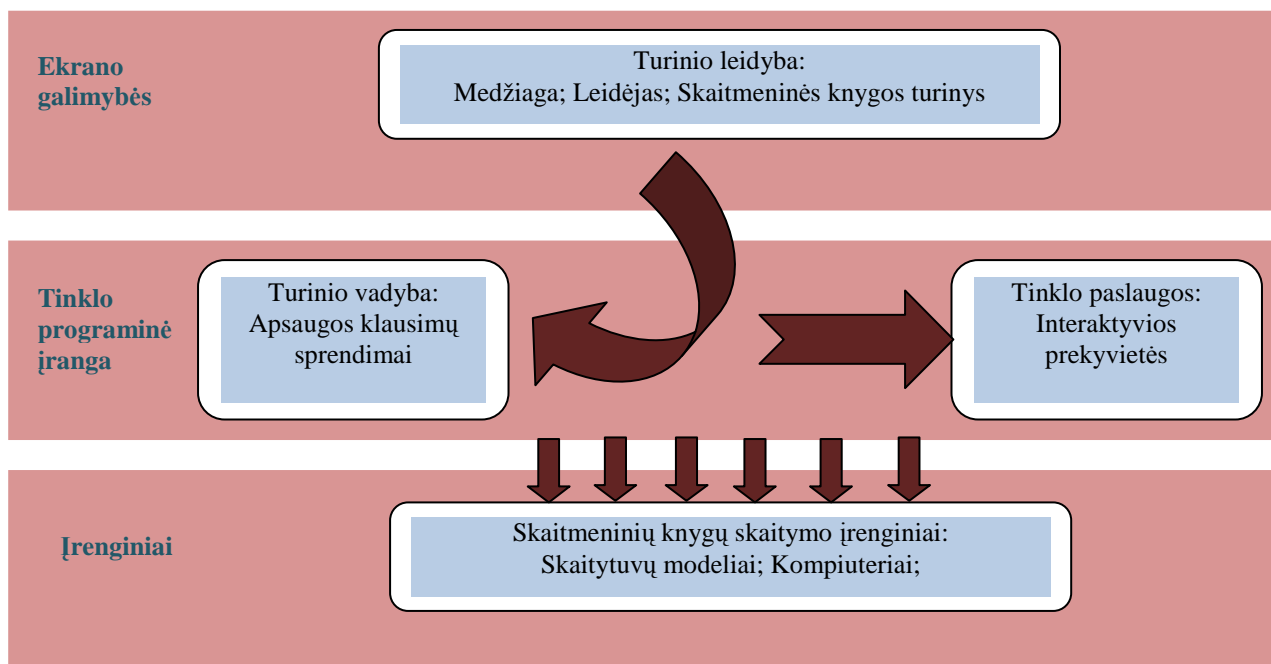 Ekrano
galimybės
Turinio leidyba:
Medžiaga; Leidėjas; Skaitmeninės knygos turinys
Tinklo
programinė
įranga
Turinio vadyba:
Apsaugos klausimų
sprendimai
Tinklo paslaugos:
Interaktyvios
prekyvietės
Įrenginiai
Skaitmeninių knygų skaitymo įrenginiai:
Skaitytuvų modeliai; Kompiuteriai;